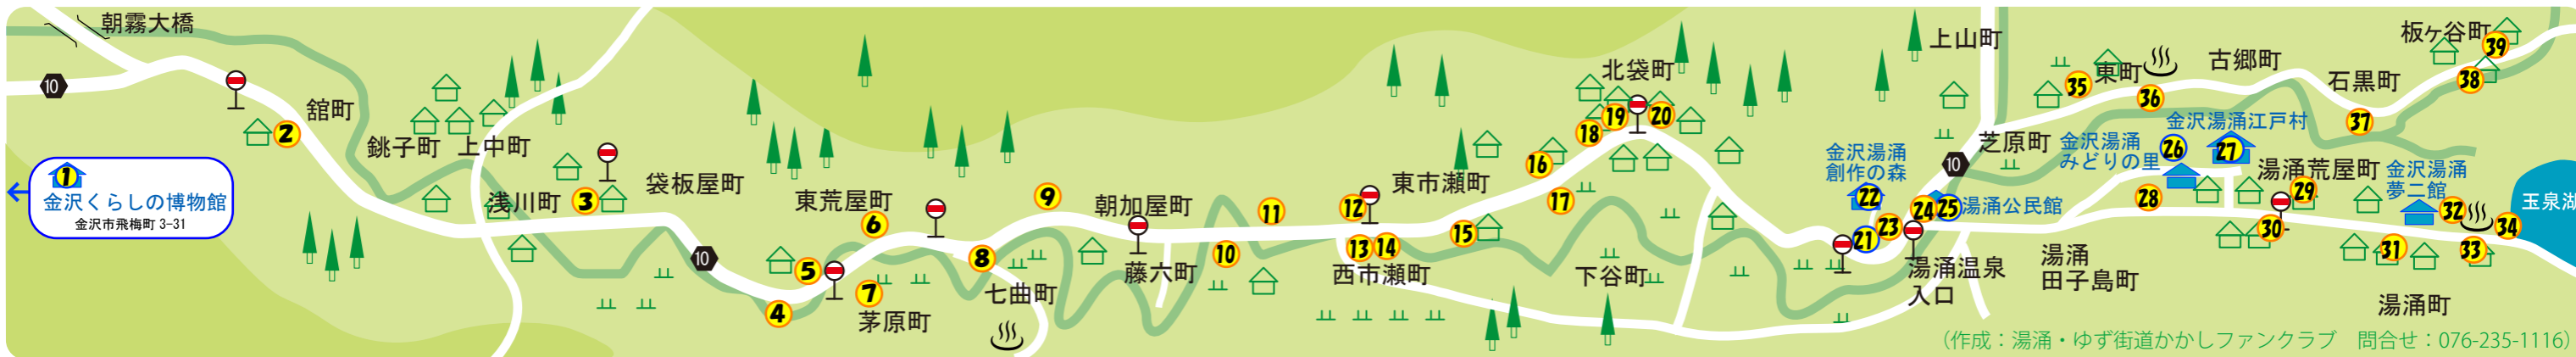 朝霧大橋
10
舘町
2
1
金沢くらしの博物館
金沢市飛梅町 3-31
銚子町
上中町
浅川町
3
袋板屋町
10
4
5
東荒屋町
6
7
茅原町
8
七曲町
9
朝加屋町
藤六町
10
11
12
13
14
西市瀬町
東市瀬町
15
16
17
18
19
北袋町
20
下谷町
金沢湯涌
創作の森
22
21
23
24
25
湯涌公民館
湯涌温泉
入口
上山町
10
芝原町
湯涌
田子島町
35
東町
36
古郷町
石黒町
37
板ヶ谷町
38
39
金沢湯涌
みどりの里
26
金沢湯涌江戸村
27
28
湯涌荒屋町
29
30
金沢湯涌
夢二館
31
32
33
34
玉泉湖
湯涌町
(作成:湯涌・ゆず街道かかしファンクラブ 問合せ:076-235-1116)